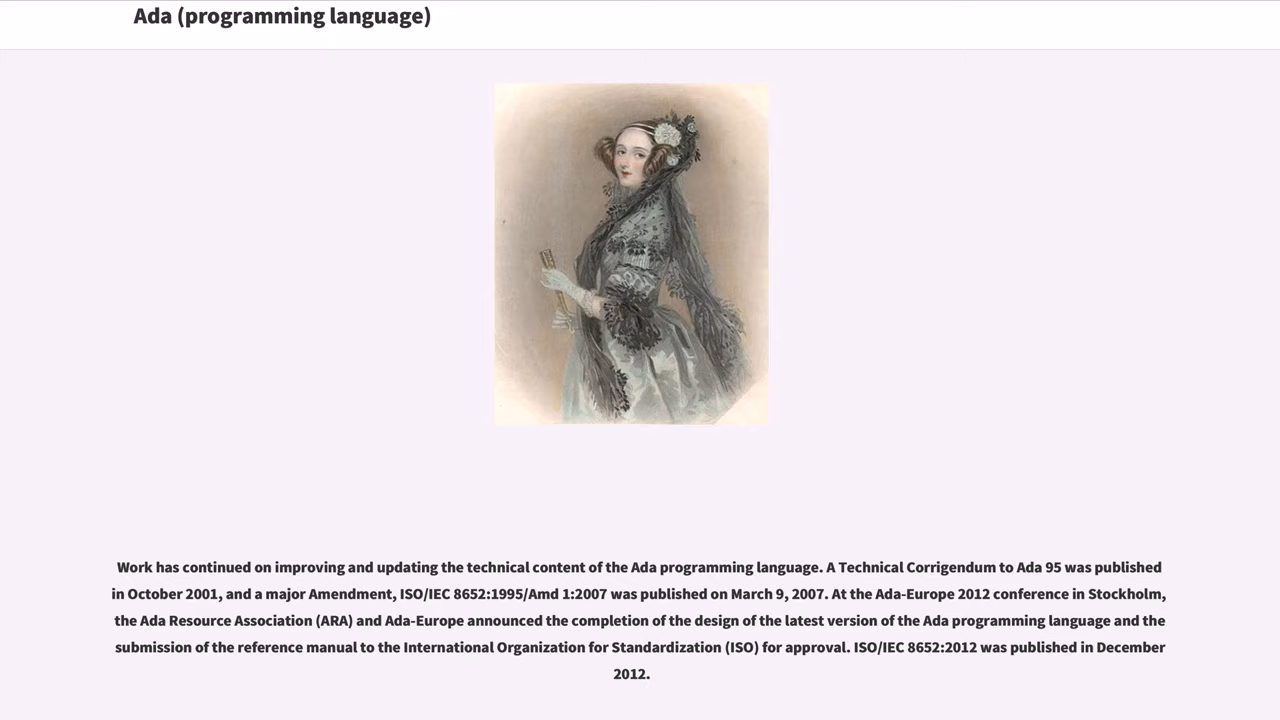 Ada (programming language)
Work has continued on improving and updating the technical content of the Ada programming language. A Technical Corrigendum to Ada 95 was published
in October 2001, and a major Amendment, ISO/IEC 8652:1995/Amd 1:2007 was published on March 9, 2007. At the Ada-Europe 2012 conference in Stockholm,
the Ada Resource Association (ARA) and Ada-Europe announced the completion of the design of the latest version of the Ada programming language and the
submission of the reference manual to the International Organization for Standardization (ISO) for approval. ISO/IEC 8652:2012 was published in December
2012.